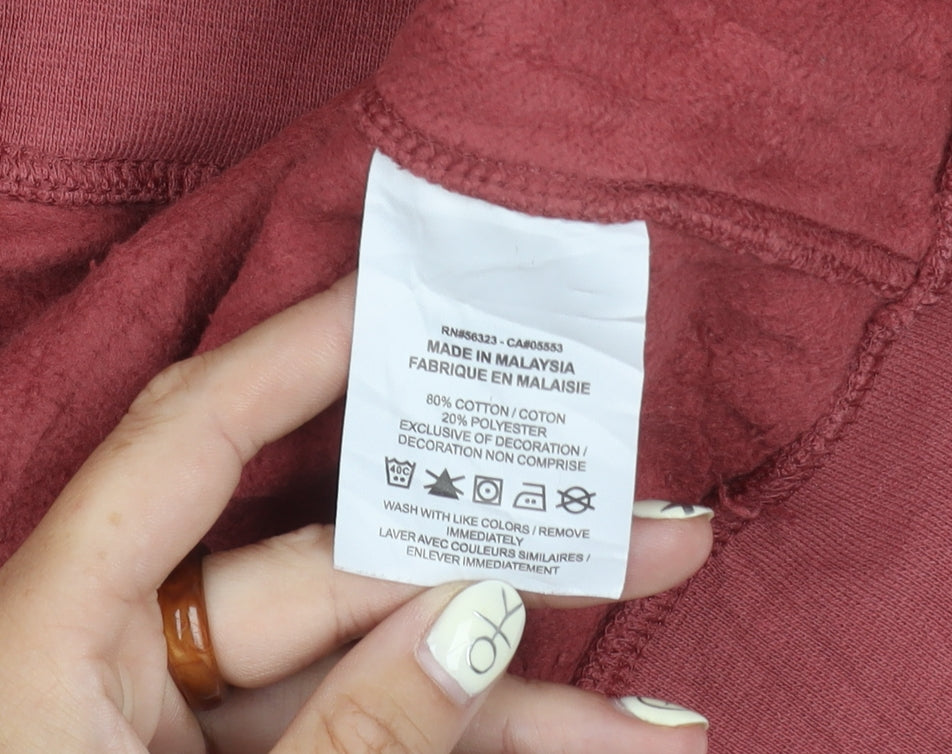 RN#56323 - CA#05553
MADE IN MALAYSIA
FABRIQUE EN MALAISIE
80% COTTON / COTON
20% POLYESTER
EXCLUSIVE OF DECORATION /
DECORATION NON COMPRISE
40C
WASH WITH LIKE COLORS / REMOVE
IMMEDIATELY
LAVER AVEC COULEURS SIMILAIRES /
ENLEVER IMMEDIATEMENT